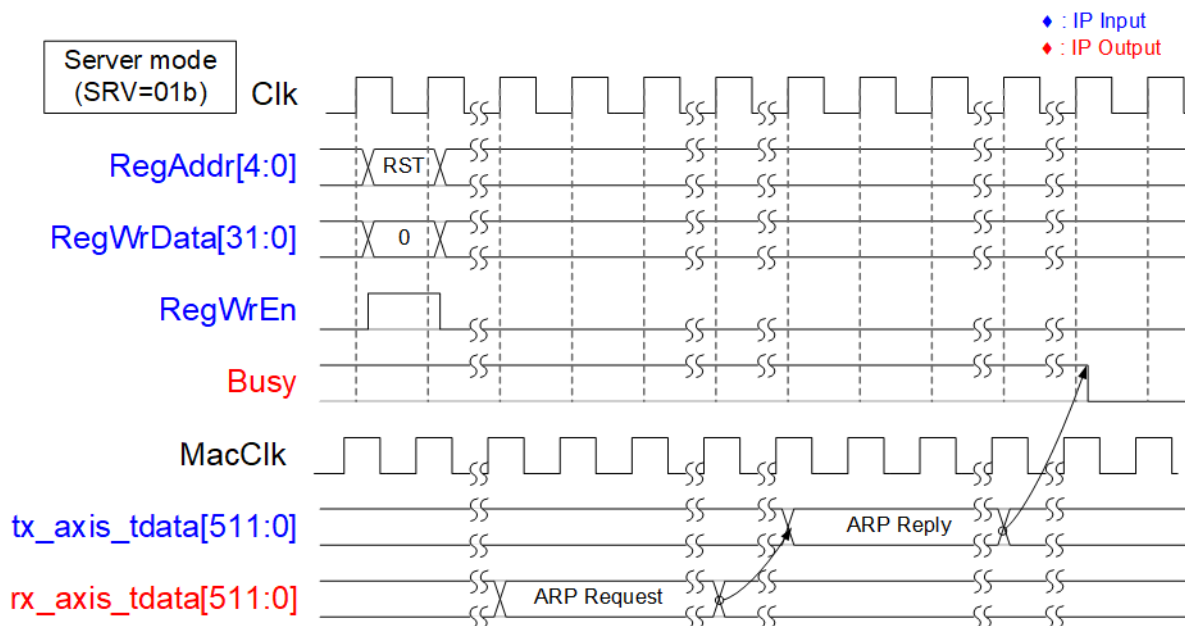 ♦ : IP Input
♦ : IP Output
Server mode
(SRV=01b)
Clk
RegAddr[4:0]
RST
RegWrData[31:0]
0
RegWrEn
Busy
MacClk
tx_axis_tdata[511:0]
ARP Reply
rx_axis_tdata[511:0]
ARP Request